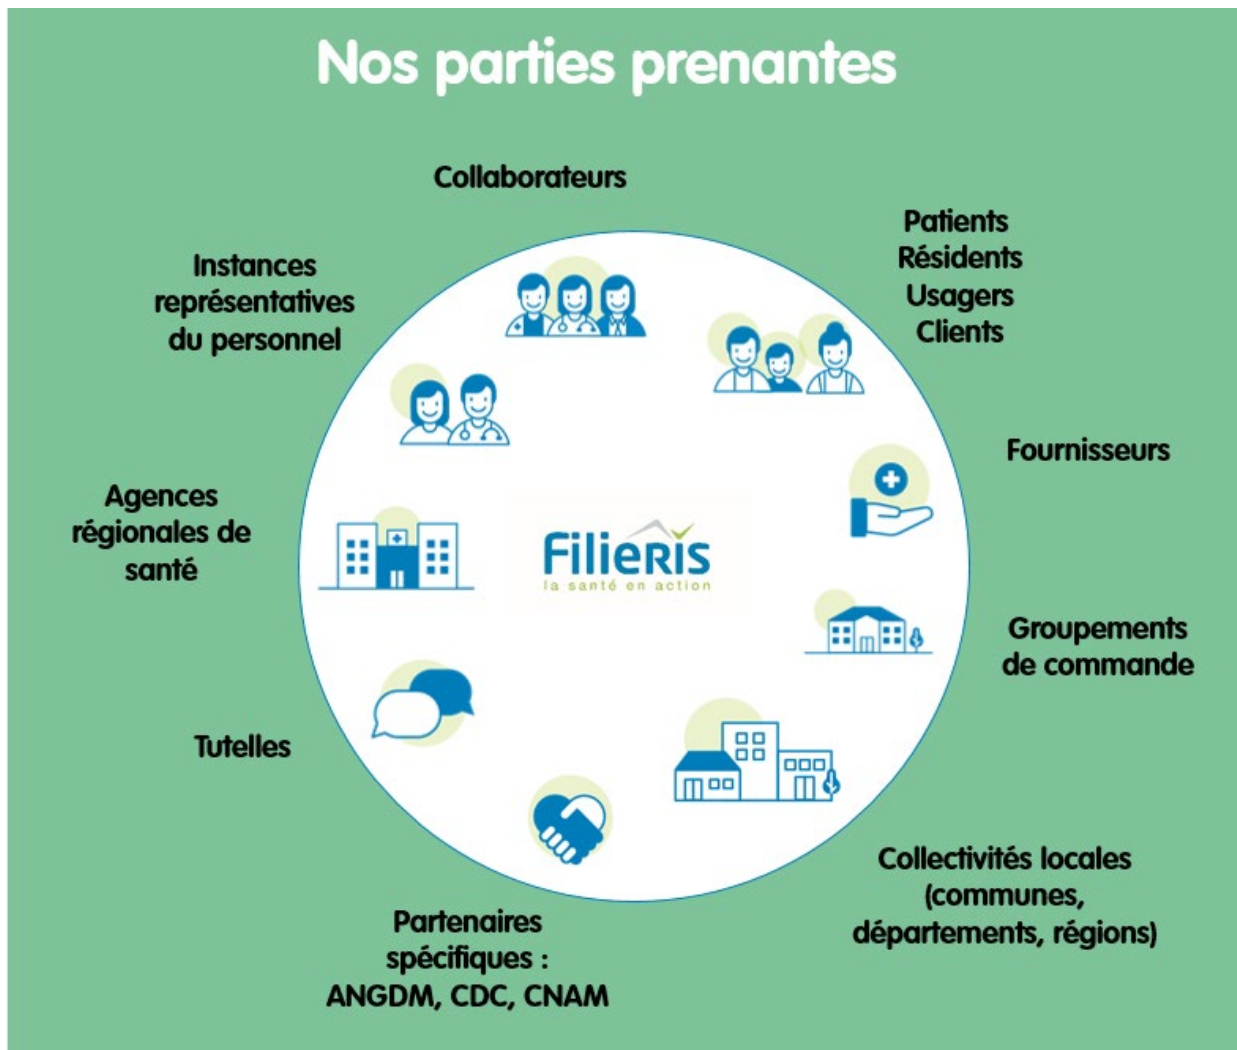 Nos parties prenantes
Collaborateurs
Patients
Résidents
Usagers
Clients
Fournisseurs
Groupements
de commande
Collectivités locales
(communes,
départements, régions)
Partenaires
spécifiques :
ANGDM, CDC, CNAM
Tutelles
Agences
régionales de
santé
Instances
représentatives
du personnel
Filieris
la santé en action